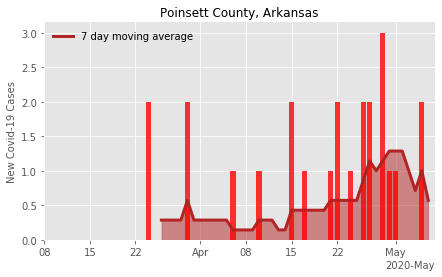 Poinsett County, Arkansas
7 day moving average
New Covid-19 Cases
3.0
2.5
2.0
1.5
1.0
0.5
0.0
08 15 22 Apr 08 15 22 May
2020-May